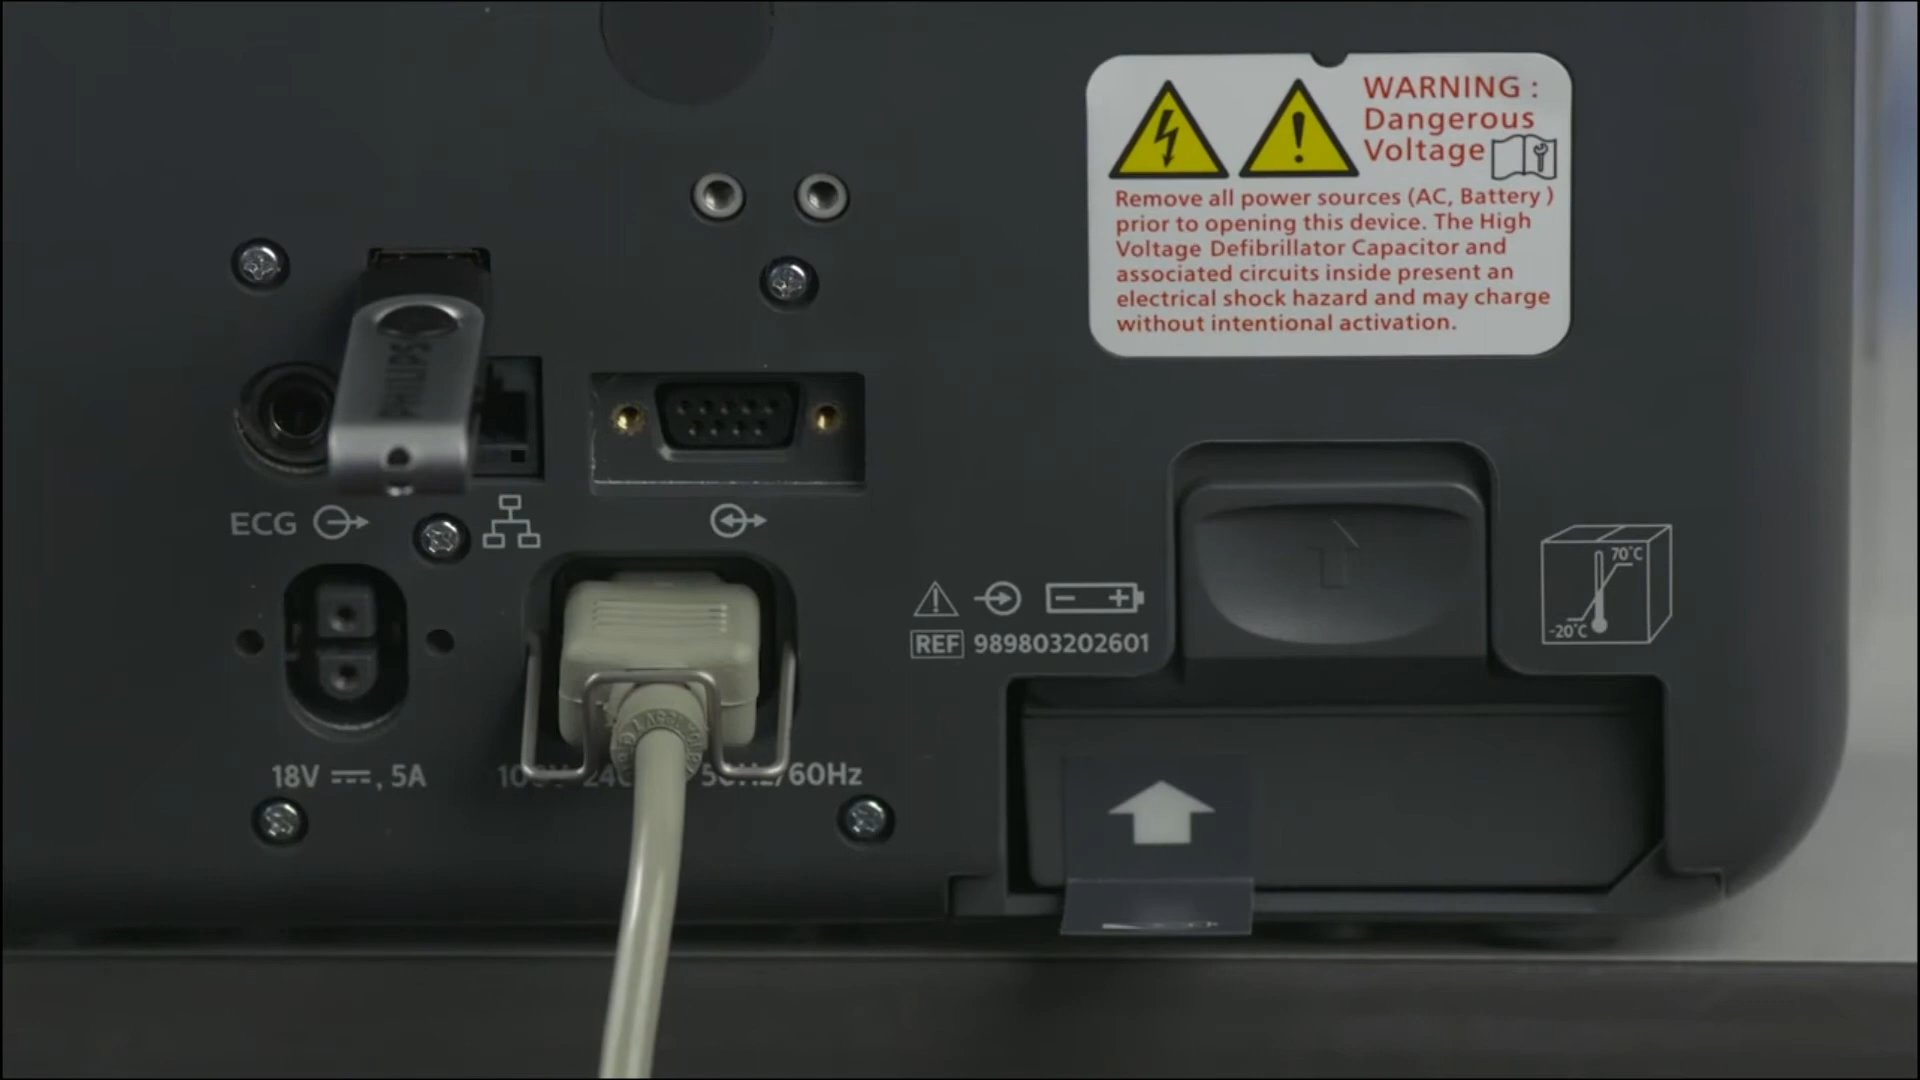 WARNING :
Dangerous
Voltage
Remove all power sources (AC, Battery )
prior to opening this device. The High
Voltage Defibrillator Capacitor and
associated circuits inside present an
electrical shock hazard and may charge
without intentional activation.
PHILIPS
ECG
70°C
-20°C
REF 989803202601
18V ⎓, 5A
60Hz